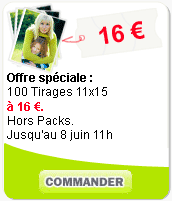 16 €
Offre spéciale :
100 Tirages 11x15
à 16 €.
Hors Packs.
Jusqu'au 8 juin 11h
COMMANDER